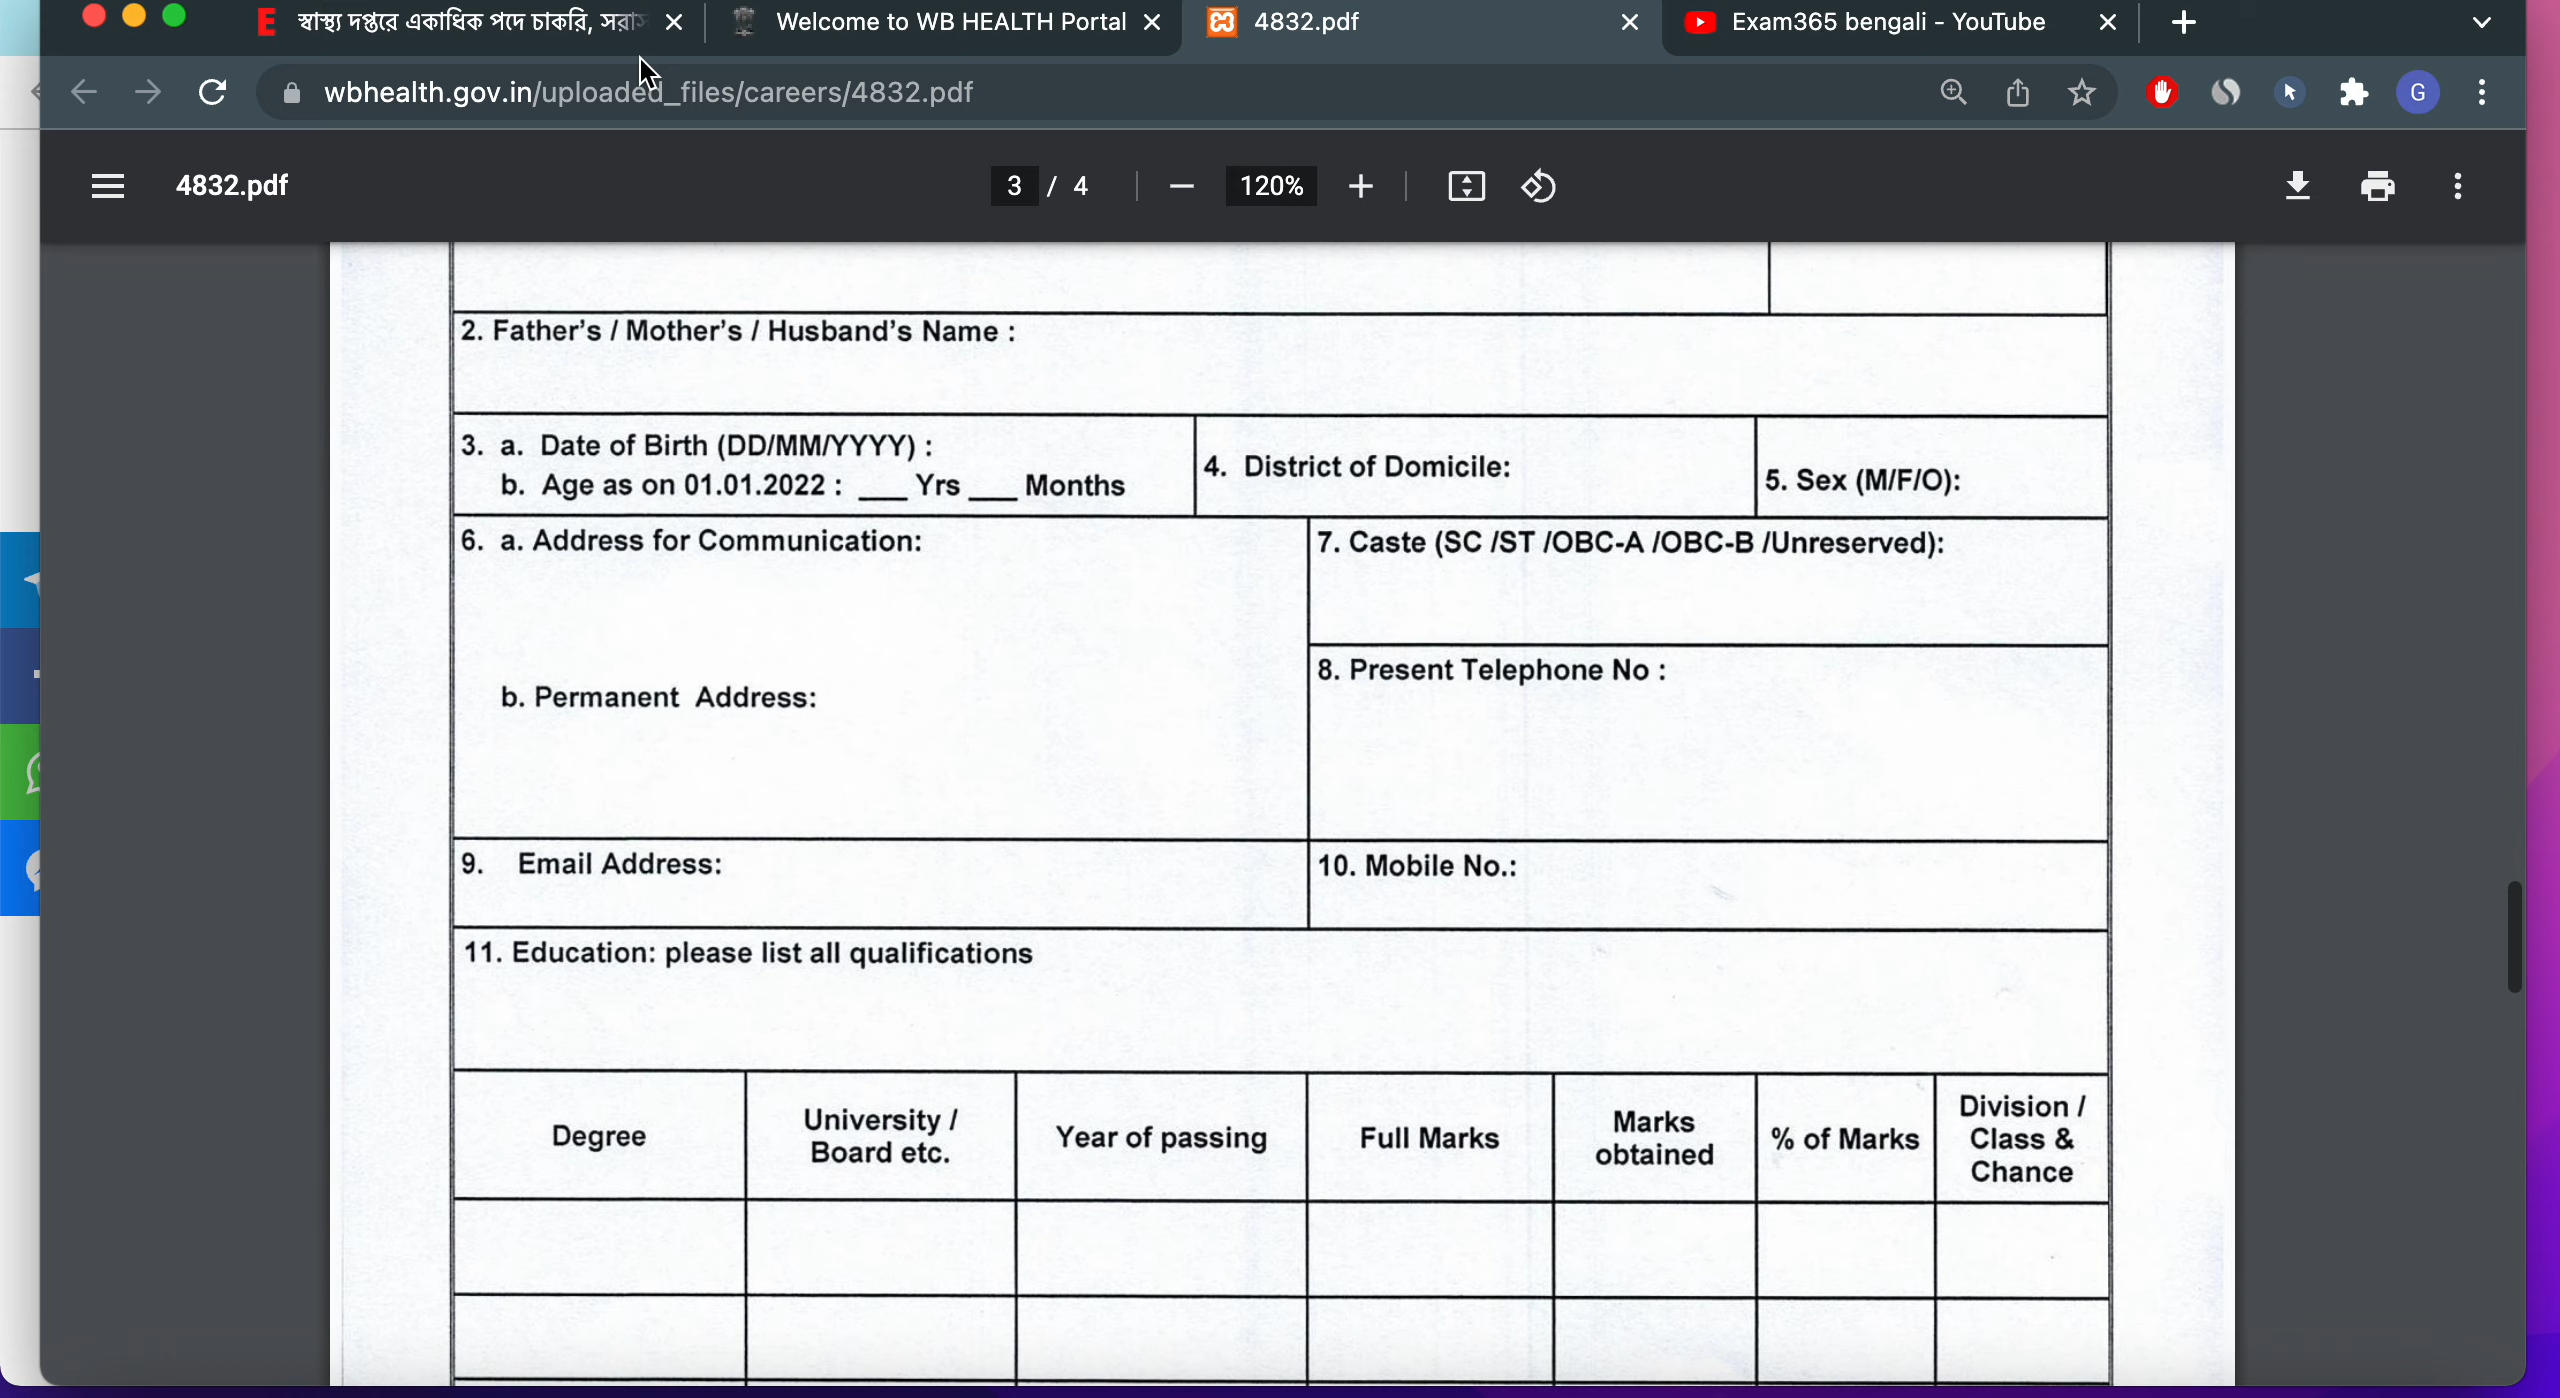 স্বাস্থ্য দপ্তরে একাধিক পদে চাকরি,
Welcome to WB HEALTH Portal
4832.pdf
Exam365 bengali - YouTube
wbhealth.gov.in/uploaded_files/careers/4832.pdf
G
4832.pdf
3 / 4
120%
2. Father's / Mother's / Husband's Name :
3. a. Date of Birth (DD/MM/YYYY) :
b. Age as on 01.01.2022 : ___ Yrs ___ Months
4. District of Domicile:
5. Sex (M/F/O):
6. a. Address for Communication:
7. Caste (SC /ST /OBC-A /OBC-B /Unreserved):
8. Present Telephone No :
b. Permanent Address:
9. Email Address:
10. Mobile No.:
11. Education: please list all qualifications
Degree
University /
Board etc.
Year of passing
Full Marks
Marks
obtained
% of Marks
Division /
Class &
Chance